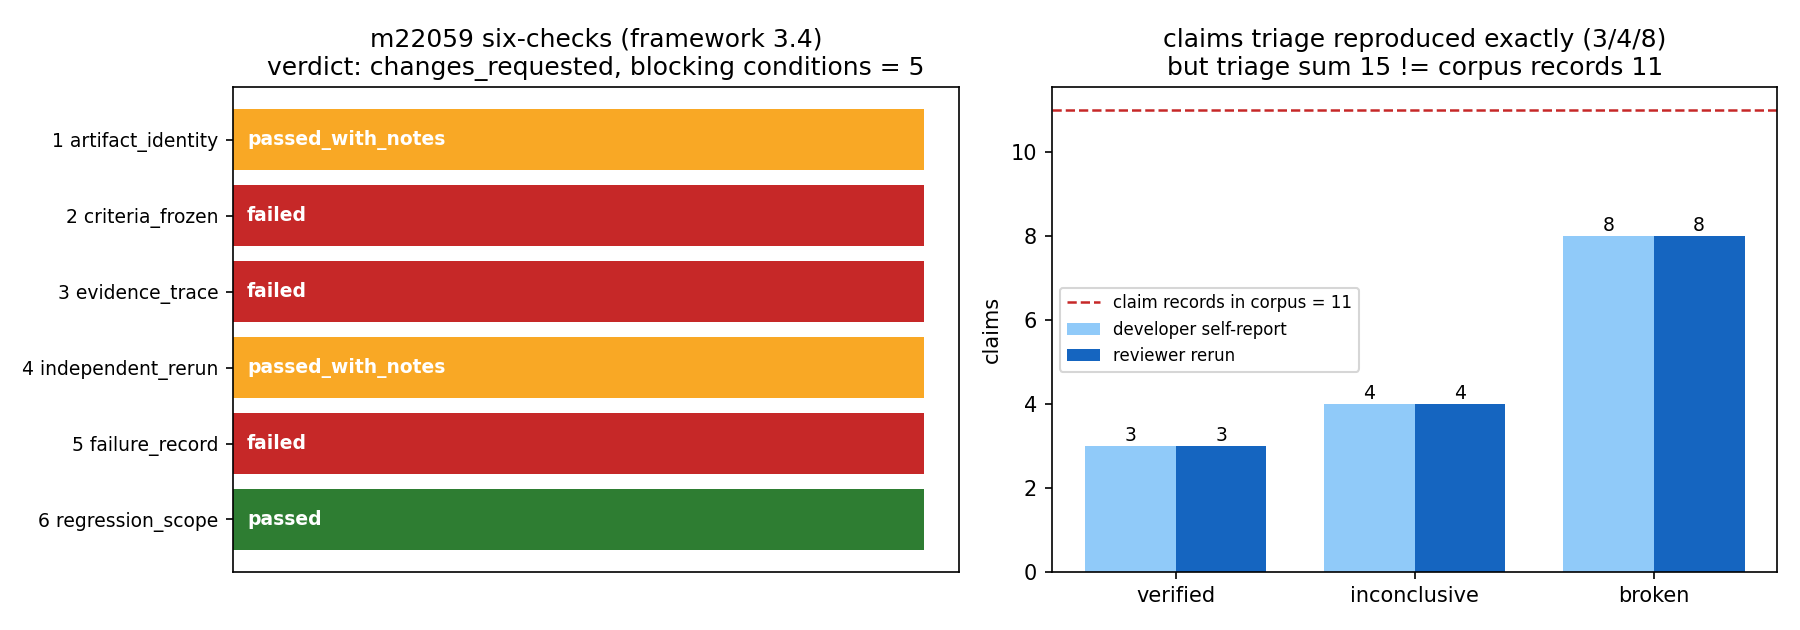 m22059 six-checks (framework 3.4)
verdict: changes_requested, blocking conditions = 5
1 artifact_identity
passed_with_notes
2 criteria_frozen
failed
3 evidence_trace
failed
4 independent_rerun
passed_with_notes
5 failure_record
failed
6 regression_scope
passed
claims triage reproduced exactly (3/4/8)
but triage sum 15 != corpus records 11
claims
10
8
6
4
2
0
claim records in corpus = 11
developer self-report
reviewer rerun
3
3
4
4
8
8
verified
inconclusive
broken